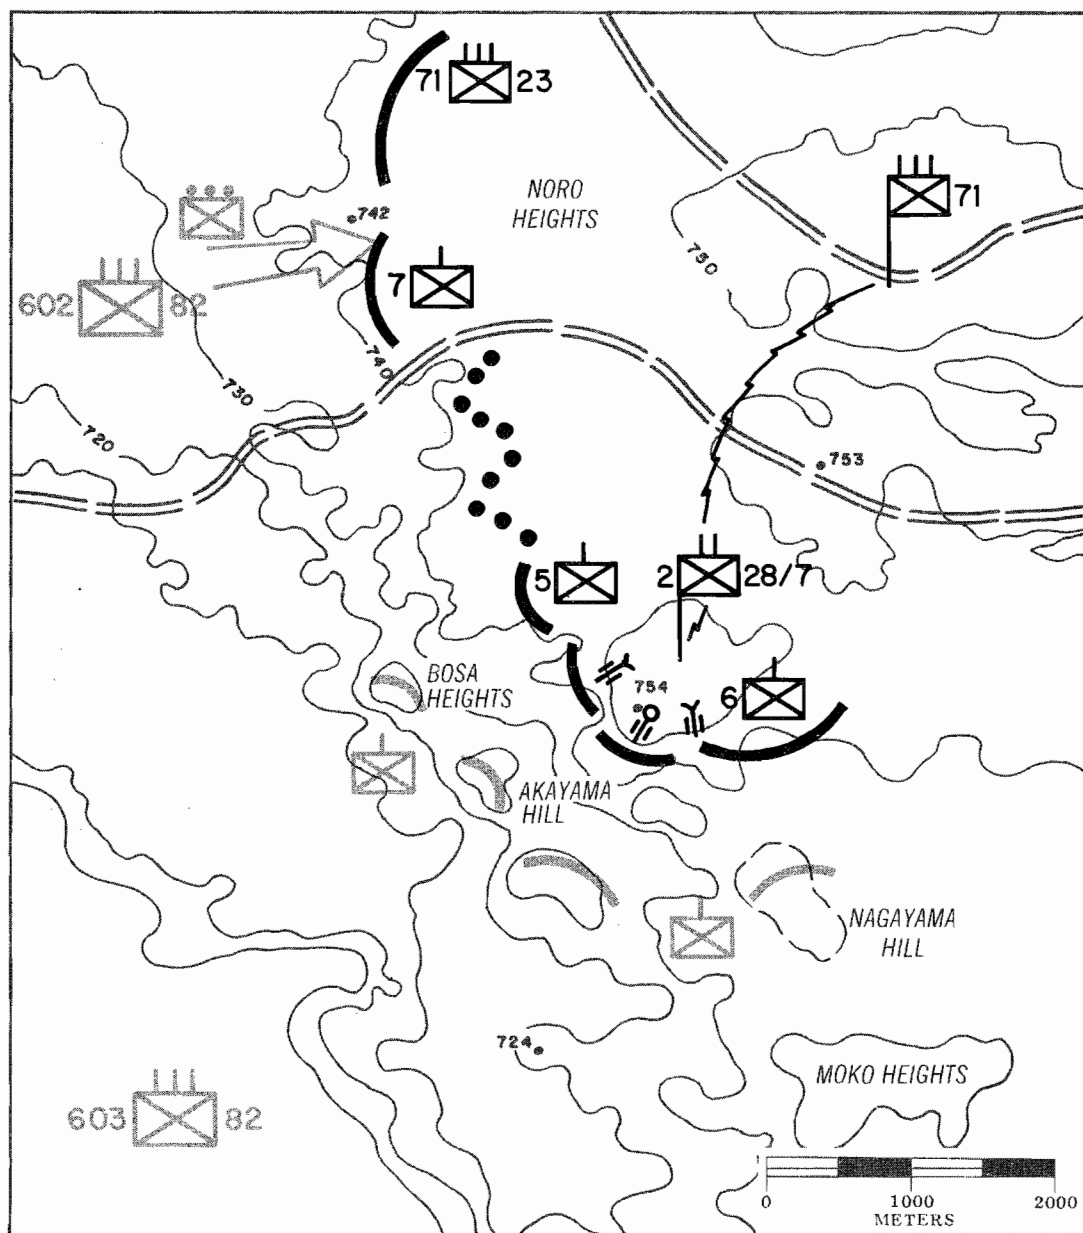 71 23
NORO
HEIGHTS
71
742
750
7
602 82
740
730
720
753
5
2 28/7
BOSA
HEIGHTS
754
6
AKAYAMA
HILL
NAGAYAMA
HILL
724
MOKO HEIGHTS
603 82
0 1000 2000
METERS